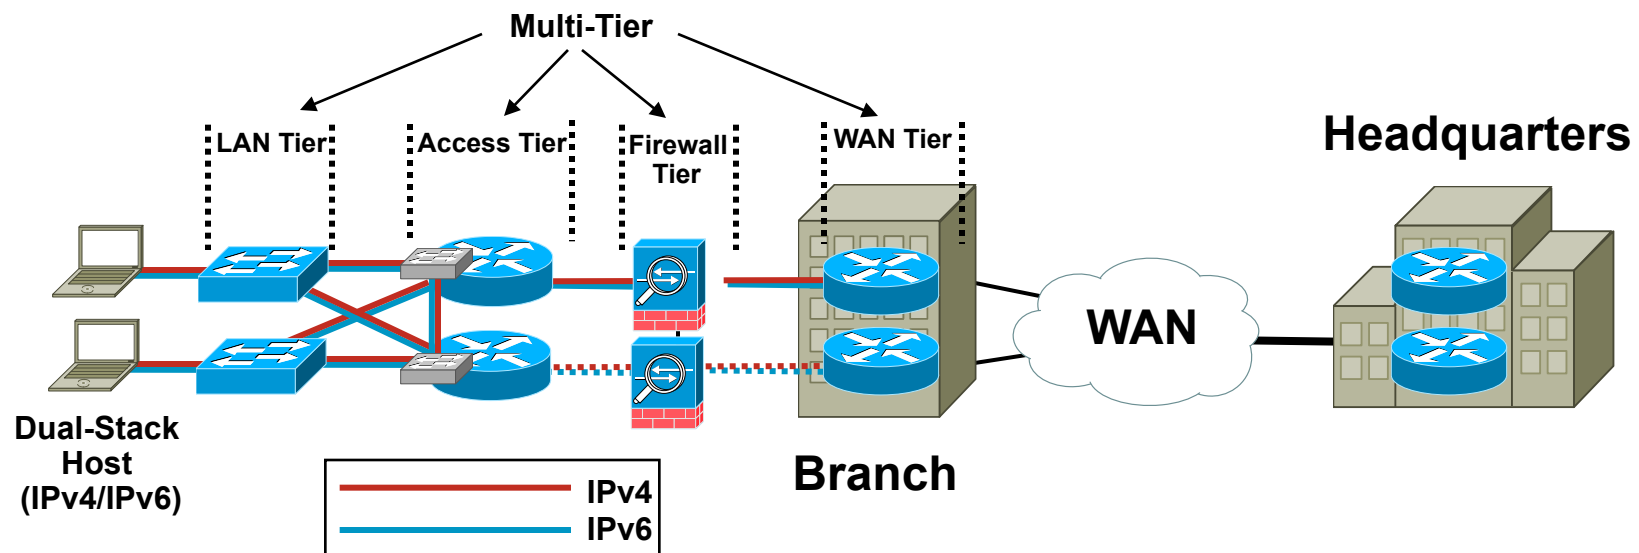 Multi-Tier
LAN Tier
Access Tier
Firewall
Tier
WAN Tier
Headquarters
WAN
Dual-Stack
Host
(IPv4/IPv6)
Branch
IPv4
IPv6